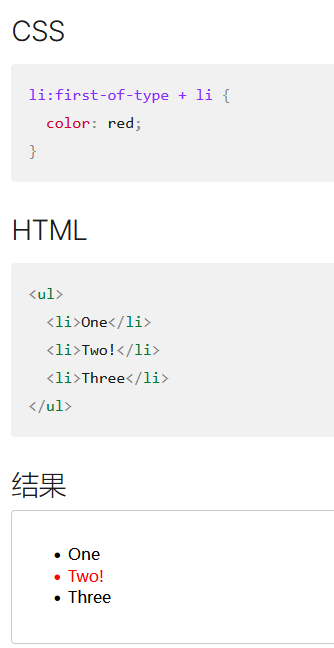 CSS
li:first-of-type + li {
  color: red;
}
HTML
<ul>
  <li>One</li>
  <li>Two!</li>
  <li>Three</li>
</ul>
结果
• One
• Two!
• Three